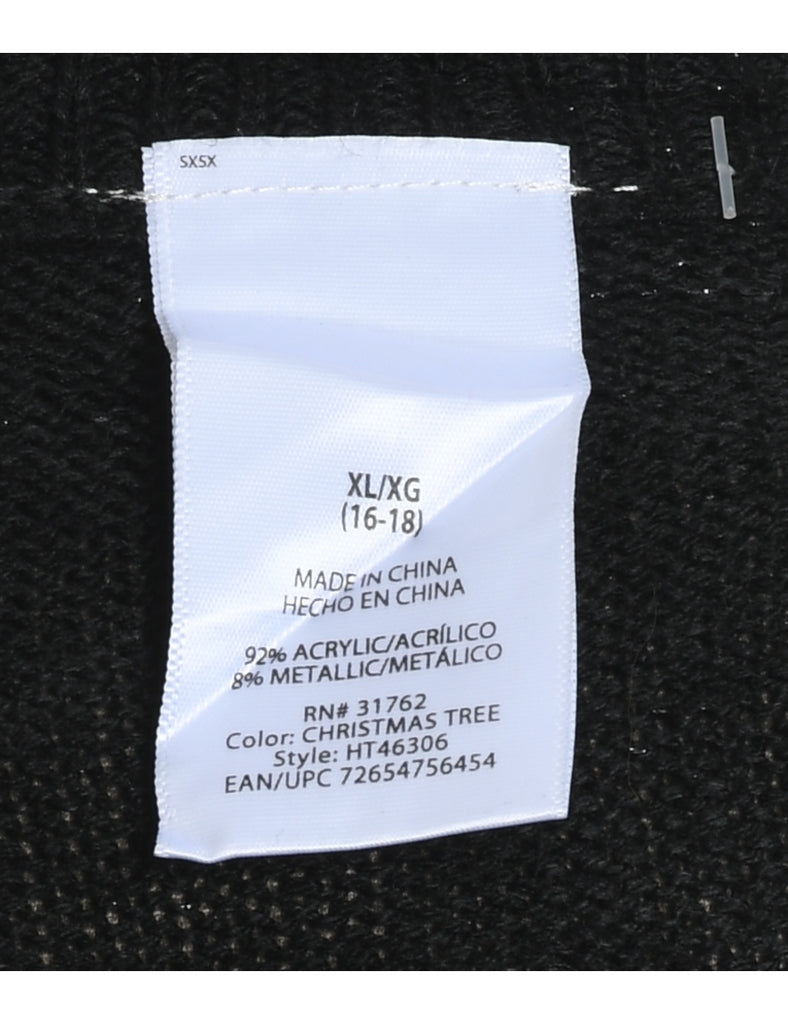 SX5X
XL/XG
(16-18)
MADE IN CHINA
HECHO EN CHINA
92% ACRYLIC/ACRÍLICO
8% METALLIC/METÁLICO
RN# 31762
Color: CHRISTMAS TREE
Style: HT46306
EAN/UPC 72654756454